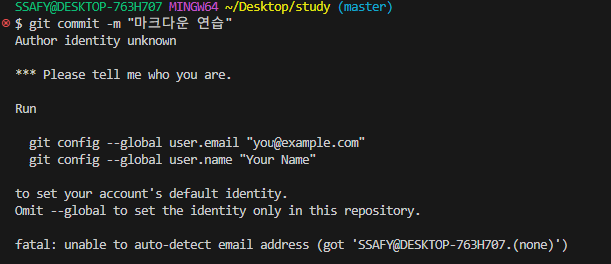 SSAFY@DESKTOP-763H707 MINGW64 ~/Desktop/study (master)
$ git commit -m "마크다운 연습"
Author identity unknown
*** Please tell me who you are.
Run
git config --global user.email "you@example.com"
git config --global user.name "Your Name"
to set your account's default identity.
Omit --global to set the identity only in this repository.
fatal: unable to auto-detect email address (got 'SSAFY@DESKTOP-763H707.(none)')